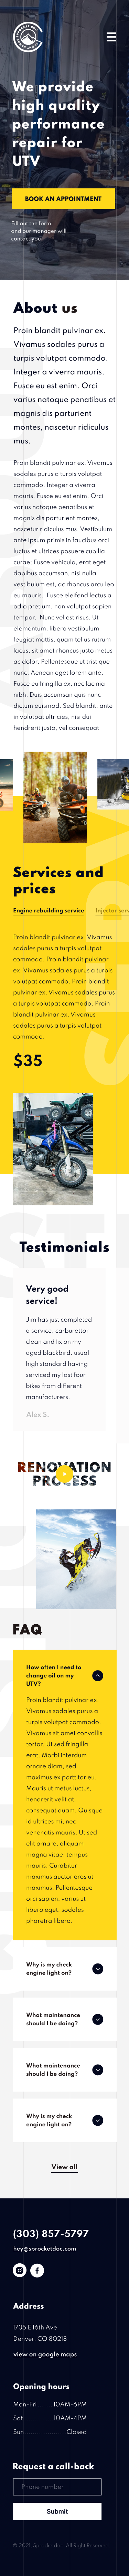 We provide
high quality
performance
repair for
UTV
BOOK AN APPOINTMENT
Fill out the form
and our manager will
contact you
About us
Proin blandit pulvinar ex.
Vivamus sodales purus a
turpis volutpat commodo.
Integer a viverra mauris.
Fusce eu est enim. Orci
varius natoque penatibus et
magnis dis parturient
montes, nascetur ridiculus
mus.
Proin blandit pulvinar ex. Vivamus
sodales purus a turpis volutpat
commodo. Integer a viverra
mauris. Fusce eu est enim. Orci
varius natoque penatibus et
magnis dis parturient montes,
nascetur ridiculus mus. Vestibulum
ante ipsum primis in faucibus orci
luctus et ultrices posuere cubilia
curae; Fusce vehicula, erat eget
dapibus accumsan, nisi nulla
vestibulum est, ac rhoncus arcu leo
eu mauris. Fusce eleifend lectus a
odio pretium, non volutpat sapien
tempor. Nunc vel est risus. Ut
elementum, libero vestibulum
feugiat mattis, quam tellus rutrum
lacus, sit amet rhoncus justo metus
ac dolor. Pellentesque at tristique
nunc. Aenean eget lorem ante.
Fusce eu fringilla ex, nec lacinia
nibh. Duis accumsan quis nunc
dictum euismod. Sed blandit, ante
in volutpat ultricies, nisi dui
hendrerit justo, vel consequat
Services and
prices
Engine rebuilding service Injector serv
Proin blandit pulvinar ex. Vivamus
sodales purus a turpis volutpat
commodo. Proin blandit pulvinar
ex. Vivamus sodales purus a turpis
volutpat commodo. Proin blandit
pulvinar ex. Vivamus sodales purus
a turpis volutpat commodo. Proin
blandit pulvinar ex. Vivamus
sodales purus a turpis volutpat
commodo.
$35
Testimonials
Very good
service!
Jim has just completed
a service, carburettor
clean and fix on my
aged blackbird. usual
high standard having
serviced my last four
bikes from different
manufacturers.
Alex S.
RENOVATION
PROCESS
FAQ
How often I need to
change oil on my
UTV?
Proin blandit pulvinar ex.
Vivamus sodales purus a
turpis volutpat commodo.
Vivamus sit amet convallis
tortor. Ut sed fringilla
erat. Morbi interdum
ornare diam, sed
maximus ex porttitor eu.
Mauris ut metus luctus,
hendrerit velit at,
consequat quam. Quisque
id ultrices mi, nec
venenatis mauris. Ut sed
elit ornare, aliquam
magna vitae, tempus
mauris. Curabitur
maximus auctor eros ut
maximus. Pellentesque
orci sapien, varius ut
libero eget, sodales
pharetra libero.
Why is my check
engine light on?
What maintenance
should I be doing?
What maintenance
should I be doing?
Why is my check
engine light on?
View all
(303) 857-5797
hey@sprocketdoc.com
Address
1735 E 16th Ave
Denver, CO 80218
view on google maps
Opening hours
Mon-Fri 10AM-6PM
Sat 10AM-4PM
Sun Closed
Request a call-back
Phone number
Submit
© 2021, Sprocketdoc, All Right Reserved